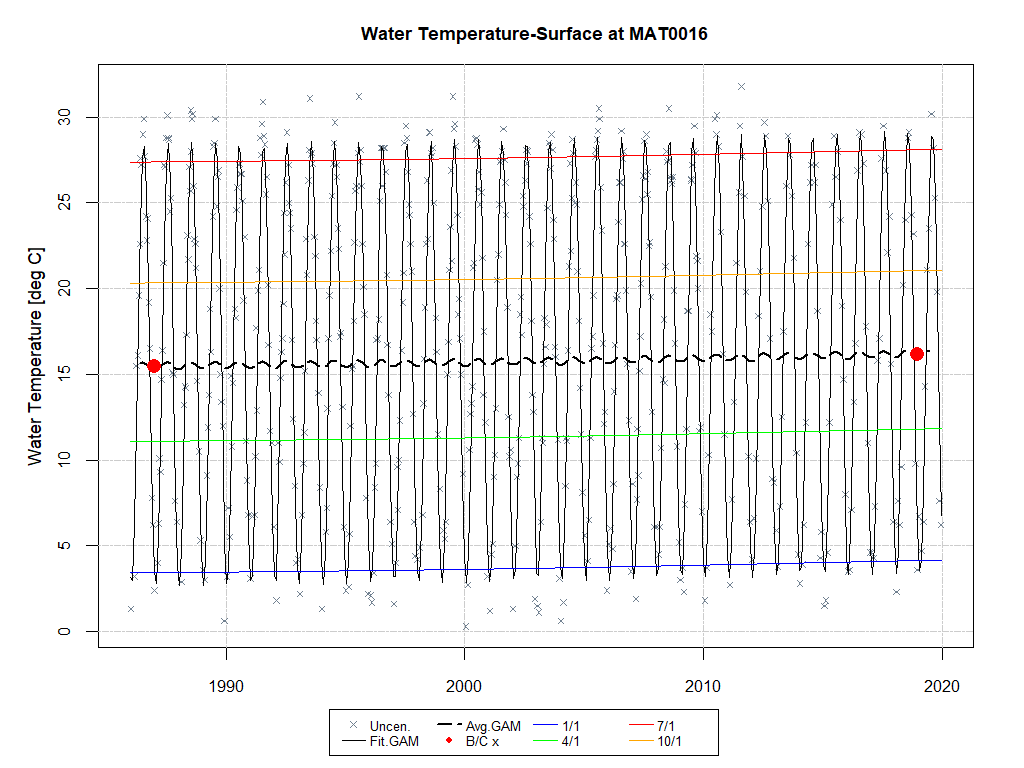 Water Temperature-Surface at MAT0016
Water Temperature [deg C]
30
25
20
15
10
5
0
1990 2000 2010 2020
Uncen. Avg.GAM 1/1 7/1
Fit.GAM B/C x 4/1 10/1